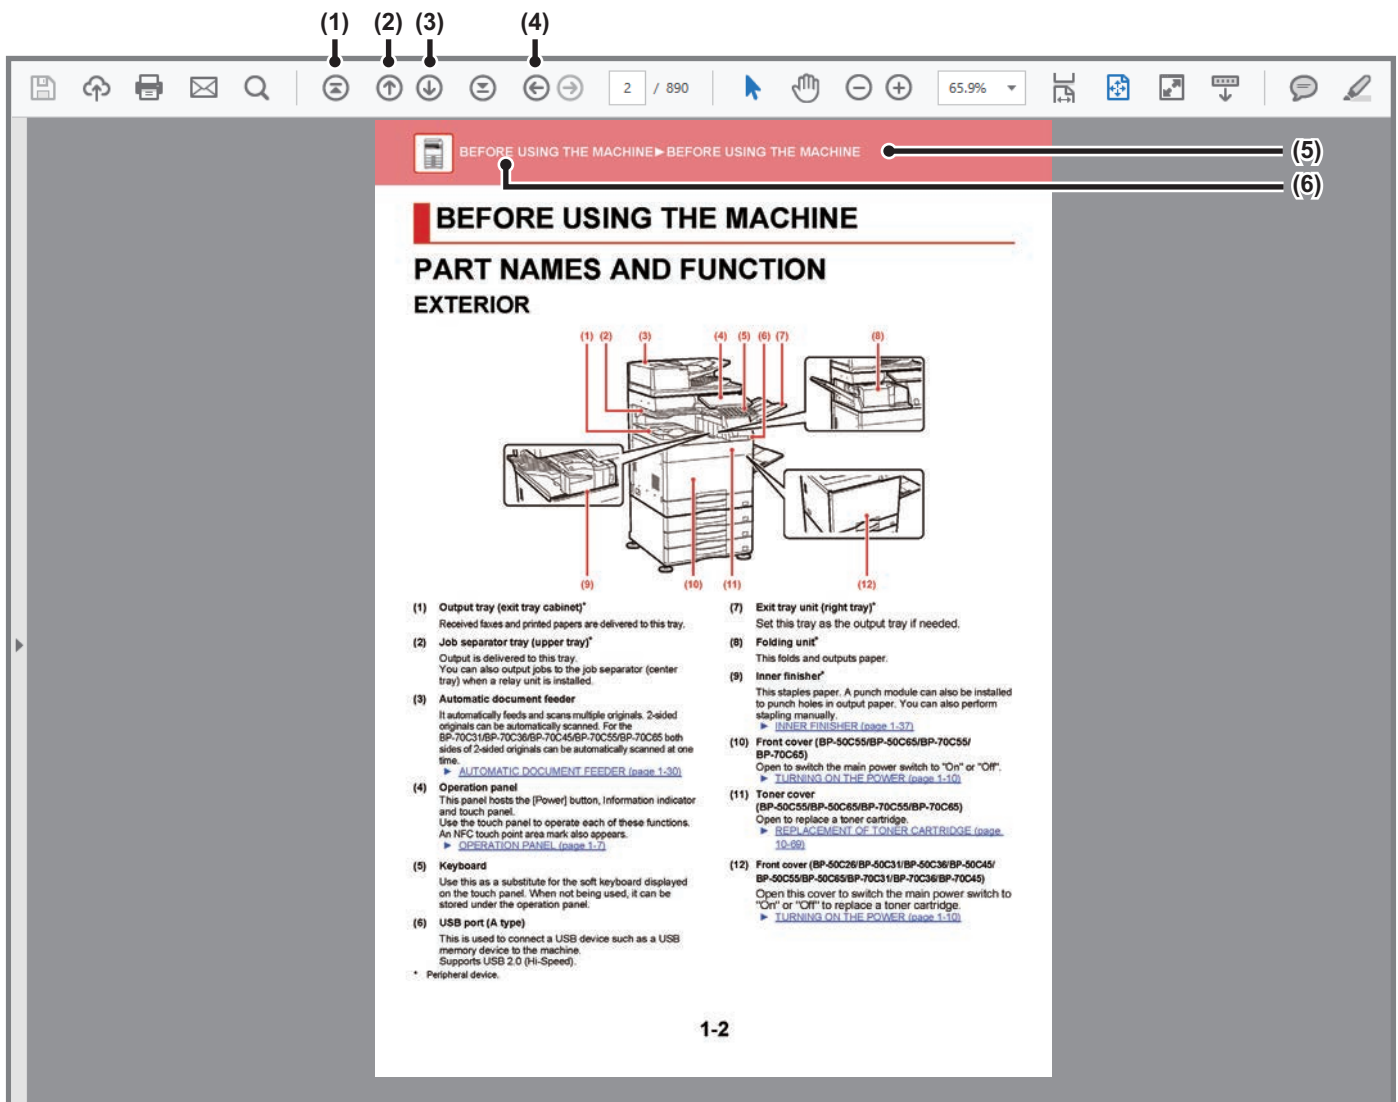 (1) (2) (3) (4)
2 / 890 65.9%
BEFORE USING THE MACHINE►BEFORE USING THE MACHINE
(5)
(6)
BEFORE USING THE MACHINE
PART NAMES AND FUNCTION
EXTERIOR
(1) (2) (3) (4) (5) (6) (7) (8)
(9) (10) (11) (12)
(1) Output tray (exit tray cabinet)*
Received faxes and printed papers are delivered to this tray.
(2) Job separator tray (upper tray)*
Output is delivered to this tray.
You can also output jobs to the job separator (center
tray) when a relay unit is installed.
(3) Automatic document feeder
It automatically feeds and scans multiple originals. 2-sided
originals can be automatically scanned. For the
BP-70C31/BP-70C36/BP-70C45/BP-70C55/BP-70C65 both
sides of 2-sided originals can be automatically scanned at one
time.
► AUTOMATIC DOCUMENT FEEDER (page 1-30)
(4) Operation panel
This panel hosts the [Power] button, Information indicator
and touch panel.
Use the touch panel to operate each of these functions.
An NFC touch point area mark also appears.
► OPERATION PANEL (page 1-7)
(5) Keyboard
Use this as a substitute for the soft keyboard displayed
on the touch panel. When not being used, it can be
stored under the operation panel.
(6) USB port (A type)
This is used to connect a USB device such as a USB
memory device to the machine.
Supports USB 2.0 (Hi-Speed).
* Peripheral device.
(7) Exit tray unit (right tray)*
Set this tray as the output tray if needed.
(8) Folding unit*
This folds and outputs paper.
(9) Inner finisher*
This staples paper. A punch module can also be installed
to punch holes in output paper. You can also perform
stapling manually.
► INNER FINISHER (page 1-37)
(10) Front cover (BP-50C55/BP-50C65/BP-70C55/
BP-70C65)
Open to switch the main power switch to "On" or "Off".
► TURNING ON THE POWER (page 1-10)
(11) Toner cover
(BP-50C55/BP-50C65/BP-70C55/BP-70C65)
Open to replace a toner cartridge.
► REPLACEMENT OF TONER CARTRIDGE (page
10-69)
(12) Front cover (BP-50C26/BP-50C31/BP-50C36/BP-50C45/
BP-50C55/BP-50C65/BP-70C31/BP-70C36/BP-70C45)
Open this cover to switch the main power switch to
"On" or "Off" to replace a toner cartridge.
► TURNING ON THE POWER (page 1-10)
1-2